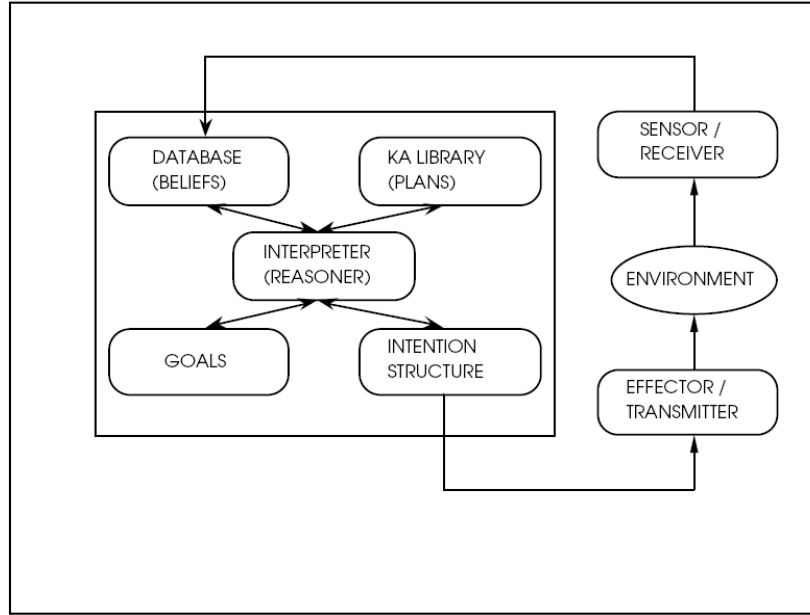 DATABASE
(BELIEFS)
KA LIBRARY
(PLANS)
SENSOR /
RECEIVER
INTERPRETER
(REASONER)
ENVIRONMENT
GOALS
INTENTION
STRUCTURE
EFFECTOR /
TRANSMITTER